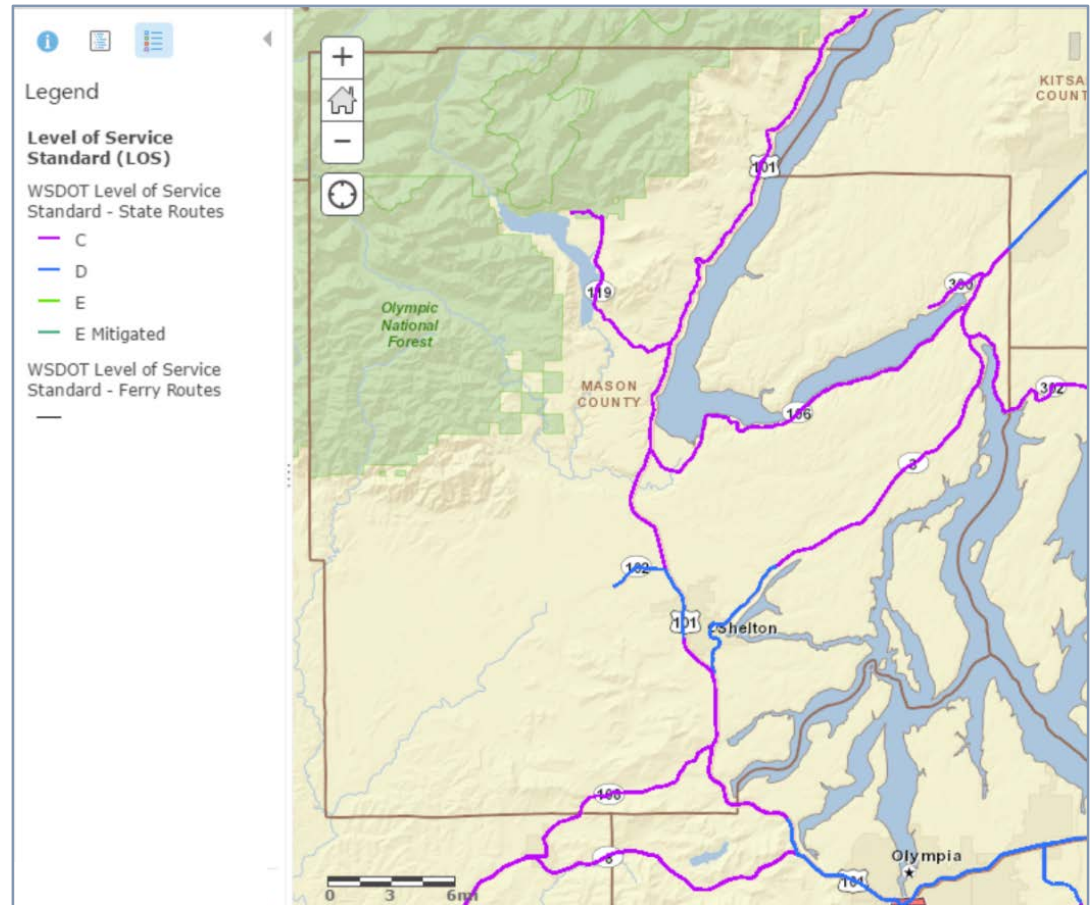 Legend
Level of Service
Standard (LOS)
WSDOT Level of Service
Standard - State Routes
C
D
E
E Mitigated
WSDOT Level of Service
Standard - Ferry Routes
+
−
KITSA
COUNT
101
300
119
Olympic
National
Forest
MASON
COUNTY
302
106
3
102
101
Shelton
108
8
Olympia
101
0 3 6mi